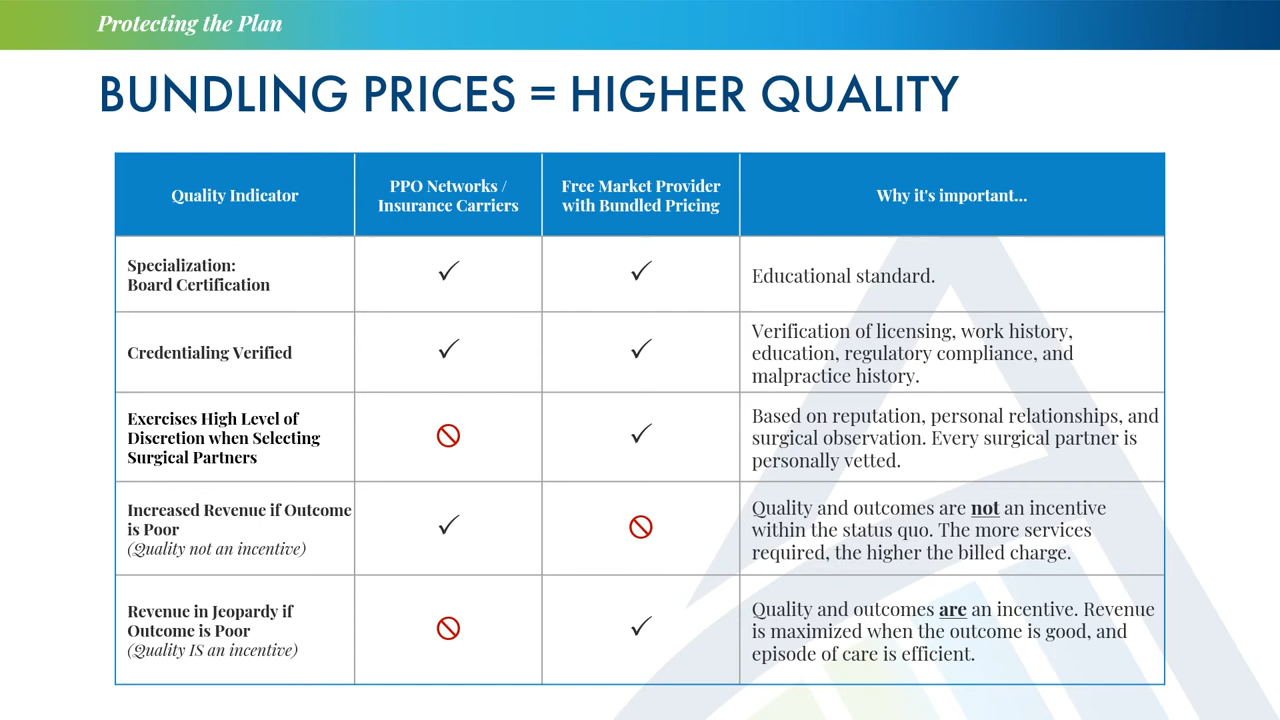 Protecting the Plan
BUNDLING PRICES = HIGHER QUALITY
Quality Indicator
PPO Networks /
Insurance Carriers
Free Market Provider
with Bundled Pricing
Why it's important...
Specialization:
Board Certification
✓
✓
Educational standard.
Credentialing Verified
✓
✓
Verification of licensing, work history,
education, regulatory compliance, and
malpractice history.
Exercises High Level of
Discretion when Selecting
Surgical Partners
✓
Based on reputation, personal relationships, and
surgical observation. Every surgical partner is
personally vetted.
Increased Revenue if Outcome
is Poor
(Quality not an incentive)
✓
Quality and outcomes are not an incentive
within the status quo. The more services
required, the higher the billed charge.
Revenue in Jeopardy if
Outcome is Poor
(Quality IS an incentive)
✓
Quality and outcomes are an incentive. Revenue
is maximized when the outcome is good, and
episode of care is efficient.